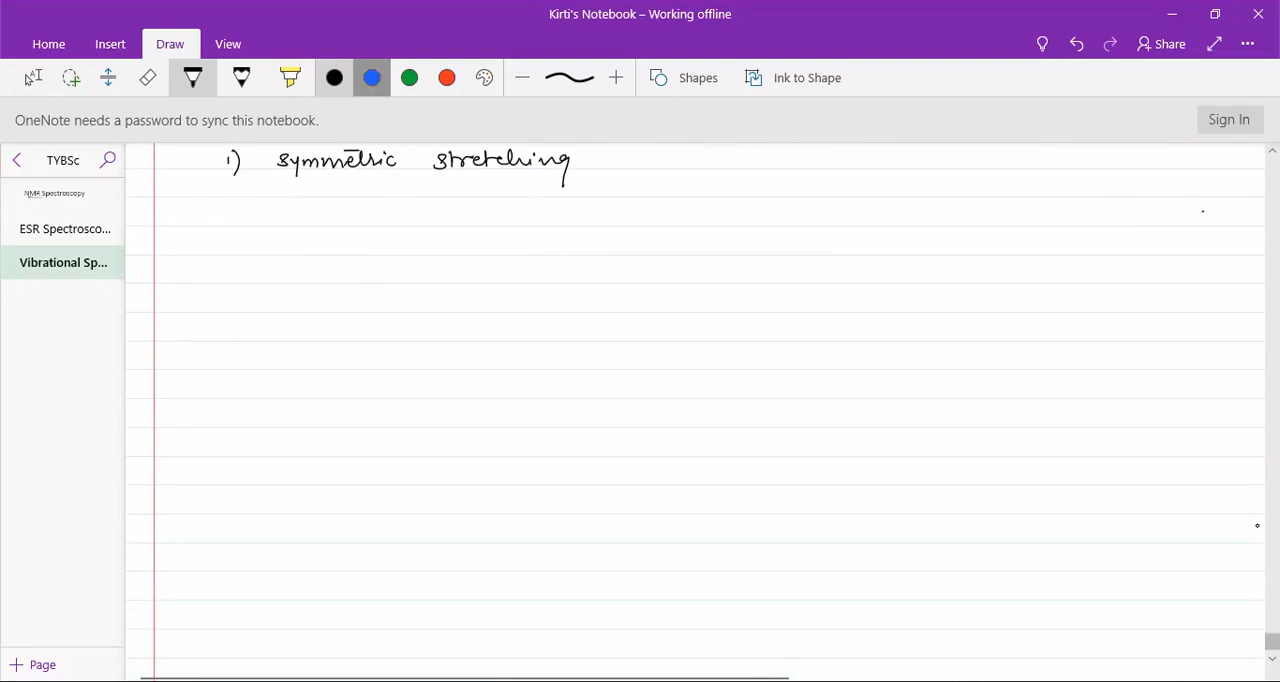 Kirti's Notebook – Working offline
Home Insert Draw View Share
Shapes Ink to Shape
OneNote needs a password to sync this notebook. Sign In
TYBSc
1) Symmetric stretching
NMR Spectroscopy
ESR Spectrosco...
Vibrational Sp...
+ Page